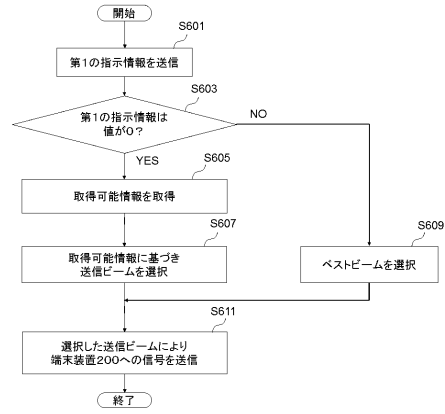 開始
S601
第1の指示情報を送信
S603
第1の指示情報は
値が0?
NO
YES
S605
取得可能情報を取得
S607
取得可能情報に基づき
送信ビームを選択
S609
ベストビームを選択
S611
選択した送信ビームにより
端末装置200への信号を送信
終了